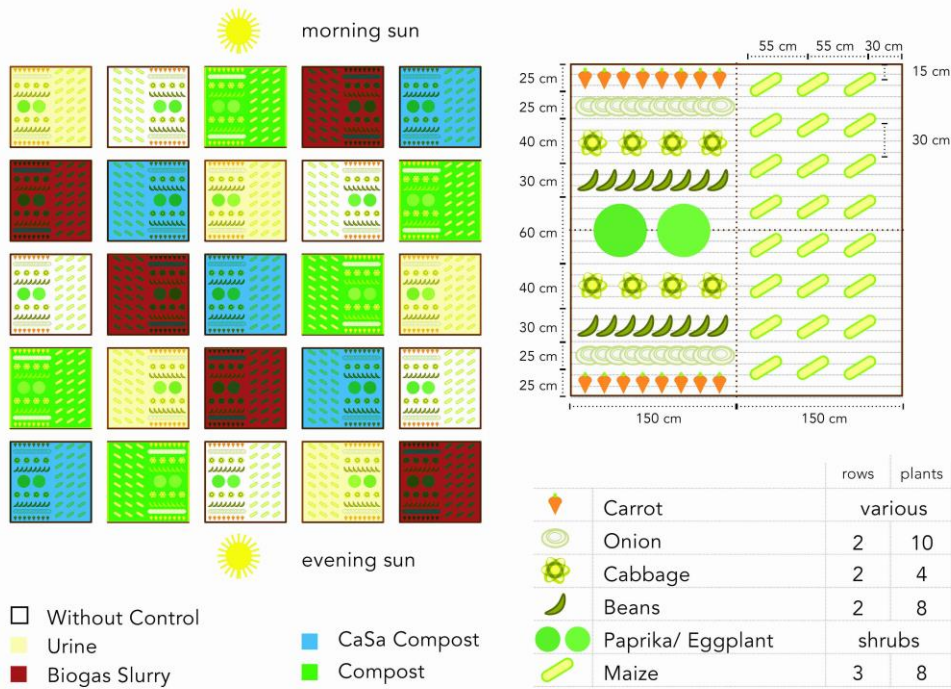 morning sun
evening sun
Without Control
Urine
Biogas Slurry
CaSa Compost
Compost
55 cm 55 cm 30 cm
15 cm
30 cm
25 cm
25 cm
40 cm
30 cm
60 cm
40 cm
30 cm
25 cm
25 cm
150 cm 150 cm
rows plants
Carrot various
Onion 2 10
Cabbage 2 4
Beans 2 8
Paprika/ Eggplant shrubs
Maize 3 8